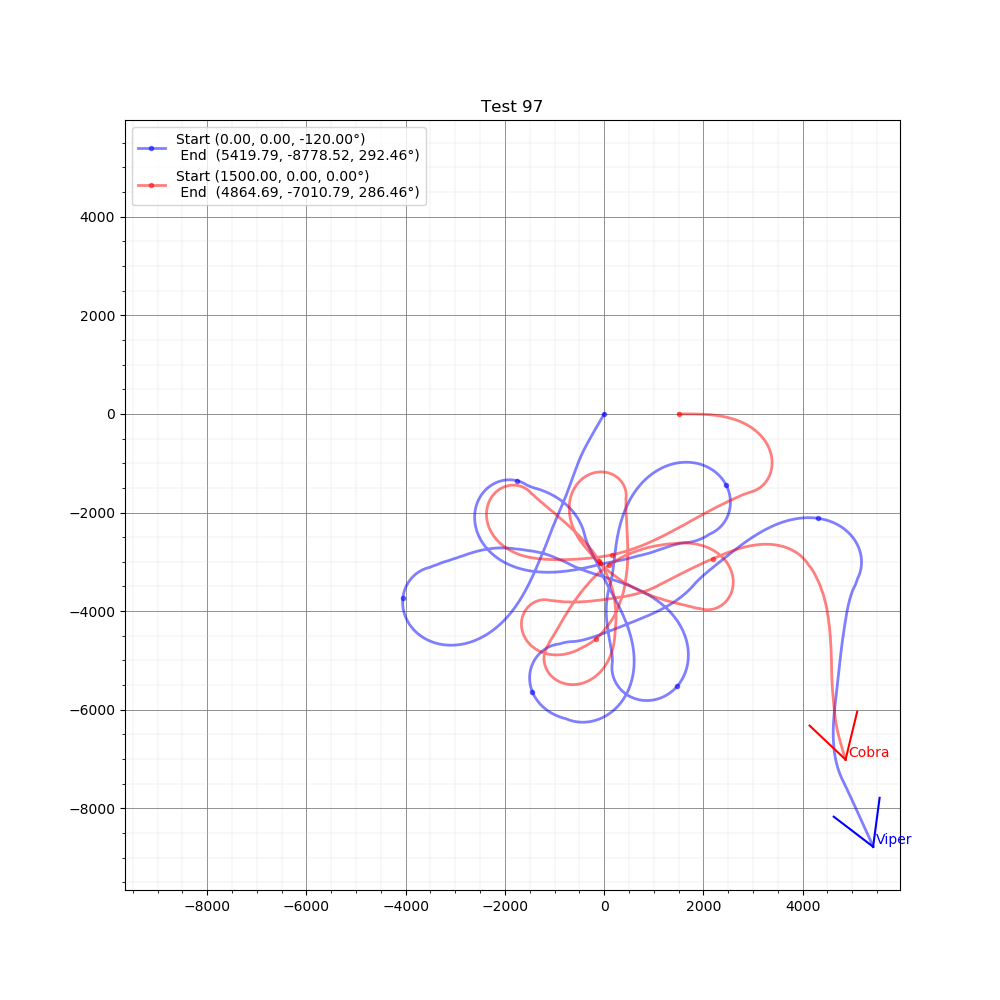 Test 97
Start (0.00, 0.00, -120.00°)
End (5419.79, -8778.52, 292.46°)
Start (1500.00, 0.00, 0.00°)
End (4864.69, -7010.79, 286.46°)
4000
2000
0
−2000
−4000
−6000
−8000
Cobra
Viper
−8000 −6000 −4000 −2000 0 2000 4000